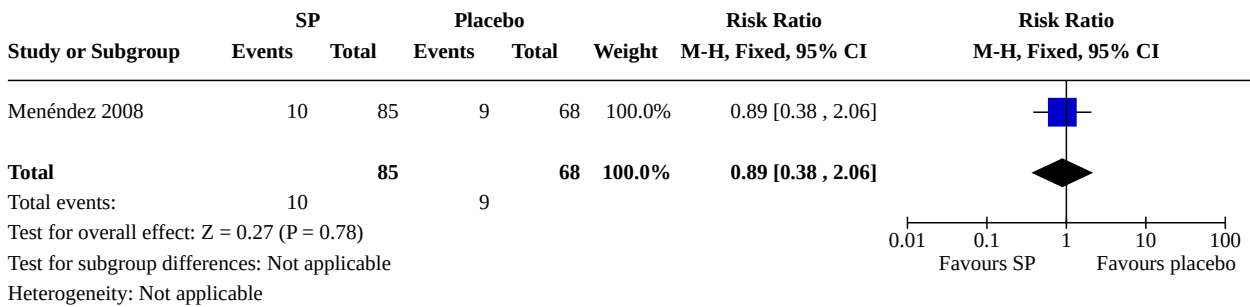 SP Placebo Risk Ratio Risk Ratio
Study or Subgroup Events Total Events Total Weight M-H, Fixed, 95% CI M-H, Fixed, 95% CI
Menéndez 2008 10 85 9 68 100.0% 0.89 [0.38 , 2.06]
Total 85 68 100.0% 0.89 [0.38 , 2.06]
Total events: 10 9
Test for overall effect: Z = 0.27 (P = 0.78)
0.01 0.1 1 10 100
Test for subgroup differences: Not applicable
Favours SP Favours placebo
Heterogeneity: Not applicable